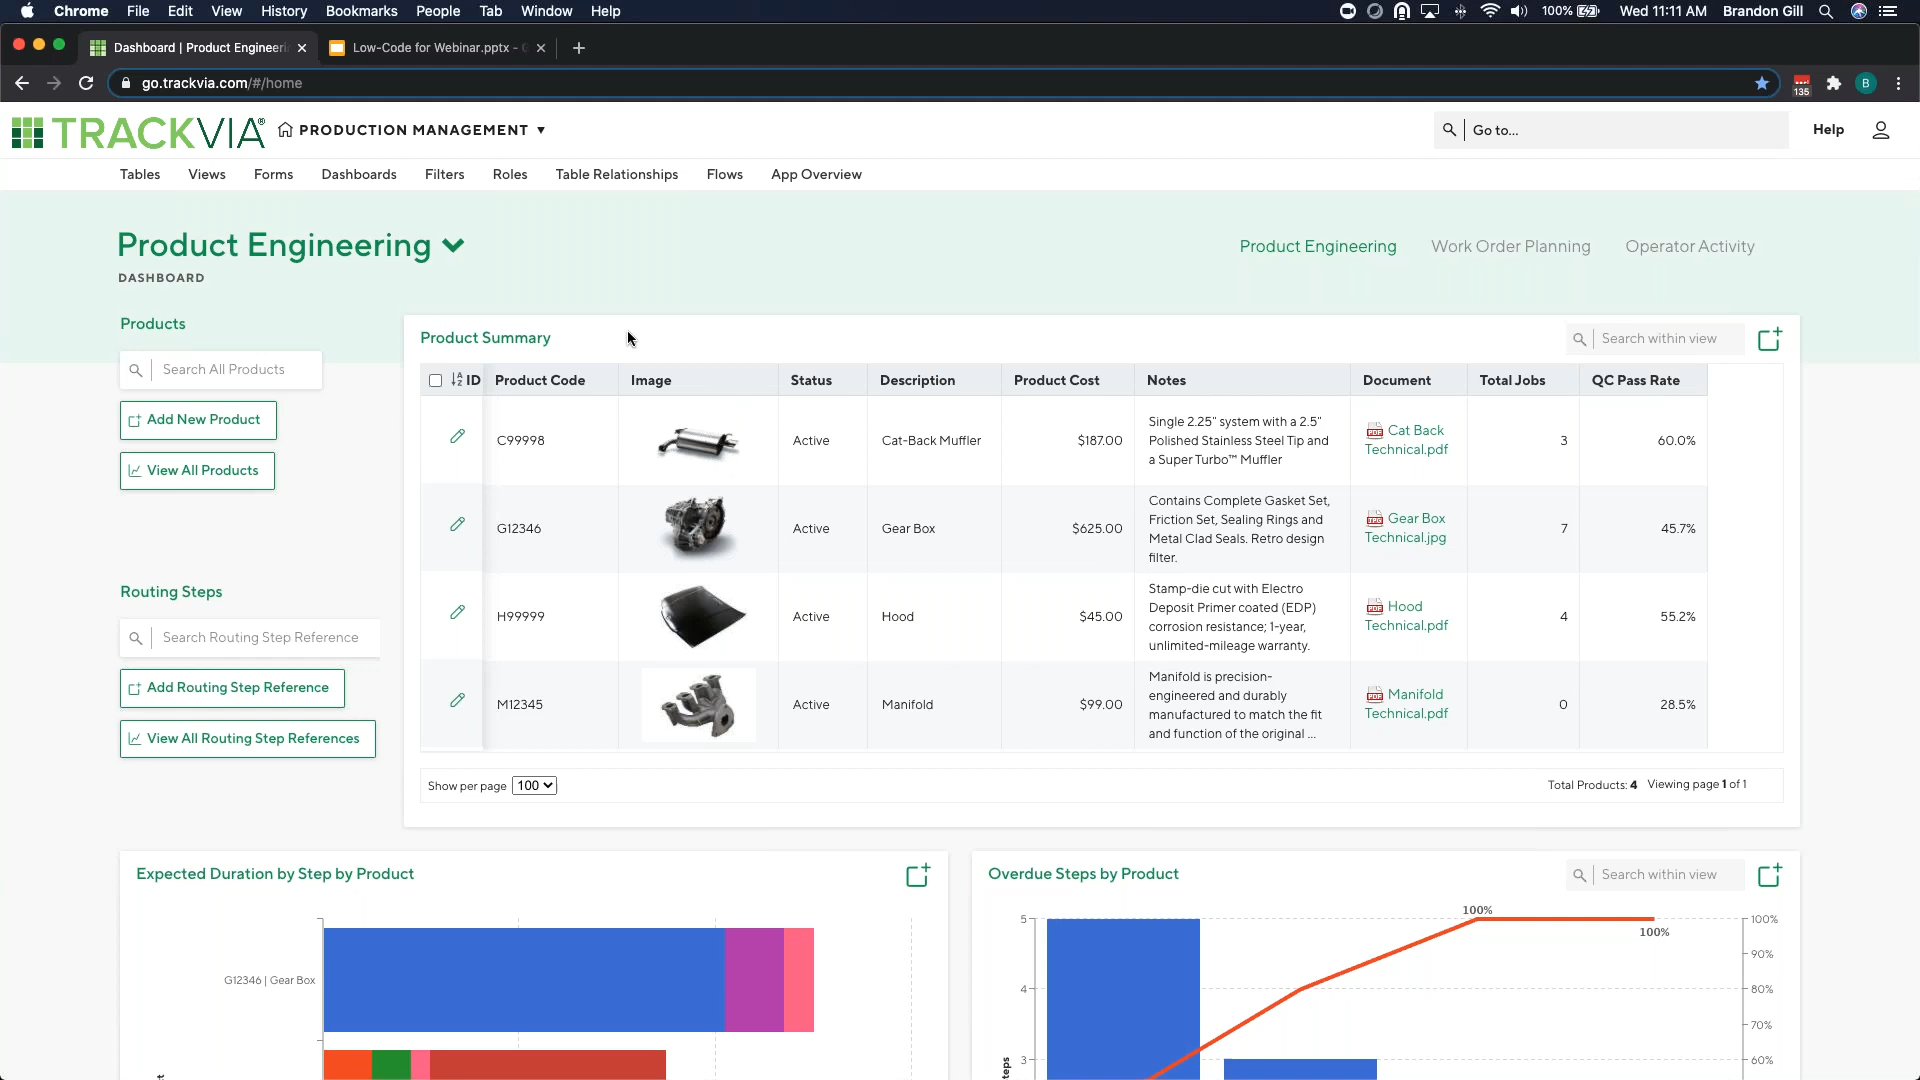 Chrome File Edit View History Bookmarks People Tab Window Help 100% Wed 11:11 AM Brandon Gill
Dashboard | Product Engineeri Low-Code for Webinar.pptx -
go.trackvia.com/#/home 135 B
TRACKVIA® PRODUCTION MANAGEMENT Go to... Help
Tables Views Forms Dashboards Filters Roles Table Relationships Flows App Overview
Product Engineering Product Engineering Work Order Planning Operator Activity
DASHBOARD
Products
Search All Products
Add New Product
View All Products
Routing Steps
Search Routing Step Reference
Add Routing Step Reference
View All Routing Step References
Product Summary Search within view
ID Product Code Image Status Description Product Cost Notes Document Total Jobs QC Pass Rate
C99998 Active Cat-Back Muffler $187.00
Single 2.25" system with a 2.5"
Polished Stainless Steel Tip and
a Super Turbo™ Muffler
Cat Back
Technical.pdf
3 60.0%
G12346 Active Gear Box $625.00
Contains Complete Gasket Set,
Friction Set, Sealing Rings and
Metal Clad Seals. Retro design
filter.
Gear Box
Technical.jpg
7 45.7%
H99999 Active Hood $45.00
Stamp-die cut with Electro
Deposit Primer coated (EDP)
corrosion resistance; 1-year,
unlimited-mileage warranty.
Hood
Technical.pdf
4 55.2%
M12345 Active Manifold $99.00
Manifold is precision-
engineered and durably
manufactured to match the fit
and function of the original ...
Manifold
Technical.pdf
0 28.5%
Show per page 100 Total Products: 4 Viewing page 1 of 1
Expected Duration by Step by Product
G12346 | Gear Box
Overdue Steps by Product Search within view
100%
5 100%
100%
90%
4 80%
70%
3 60%